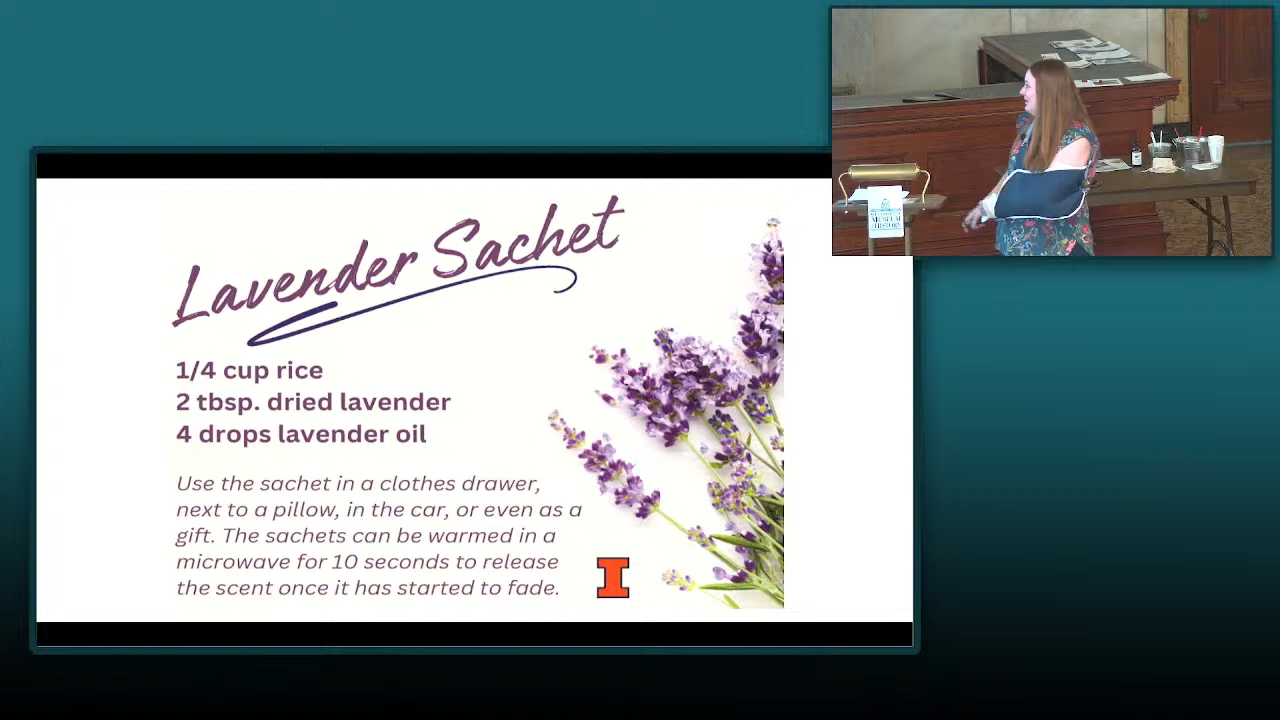 Lavender Sachet
1/4 cup rice
2 tbsp. dried lavender
4 drops lavender oil
Use the sachet in a clothes drawer,
next to a pillow, in the car, or even as a
gift. The sachets can be warmed in a
microwave for 10 seconds to release
the scent once it has started to fade.
I
MUSEUM
HISTORY